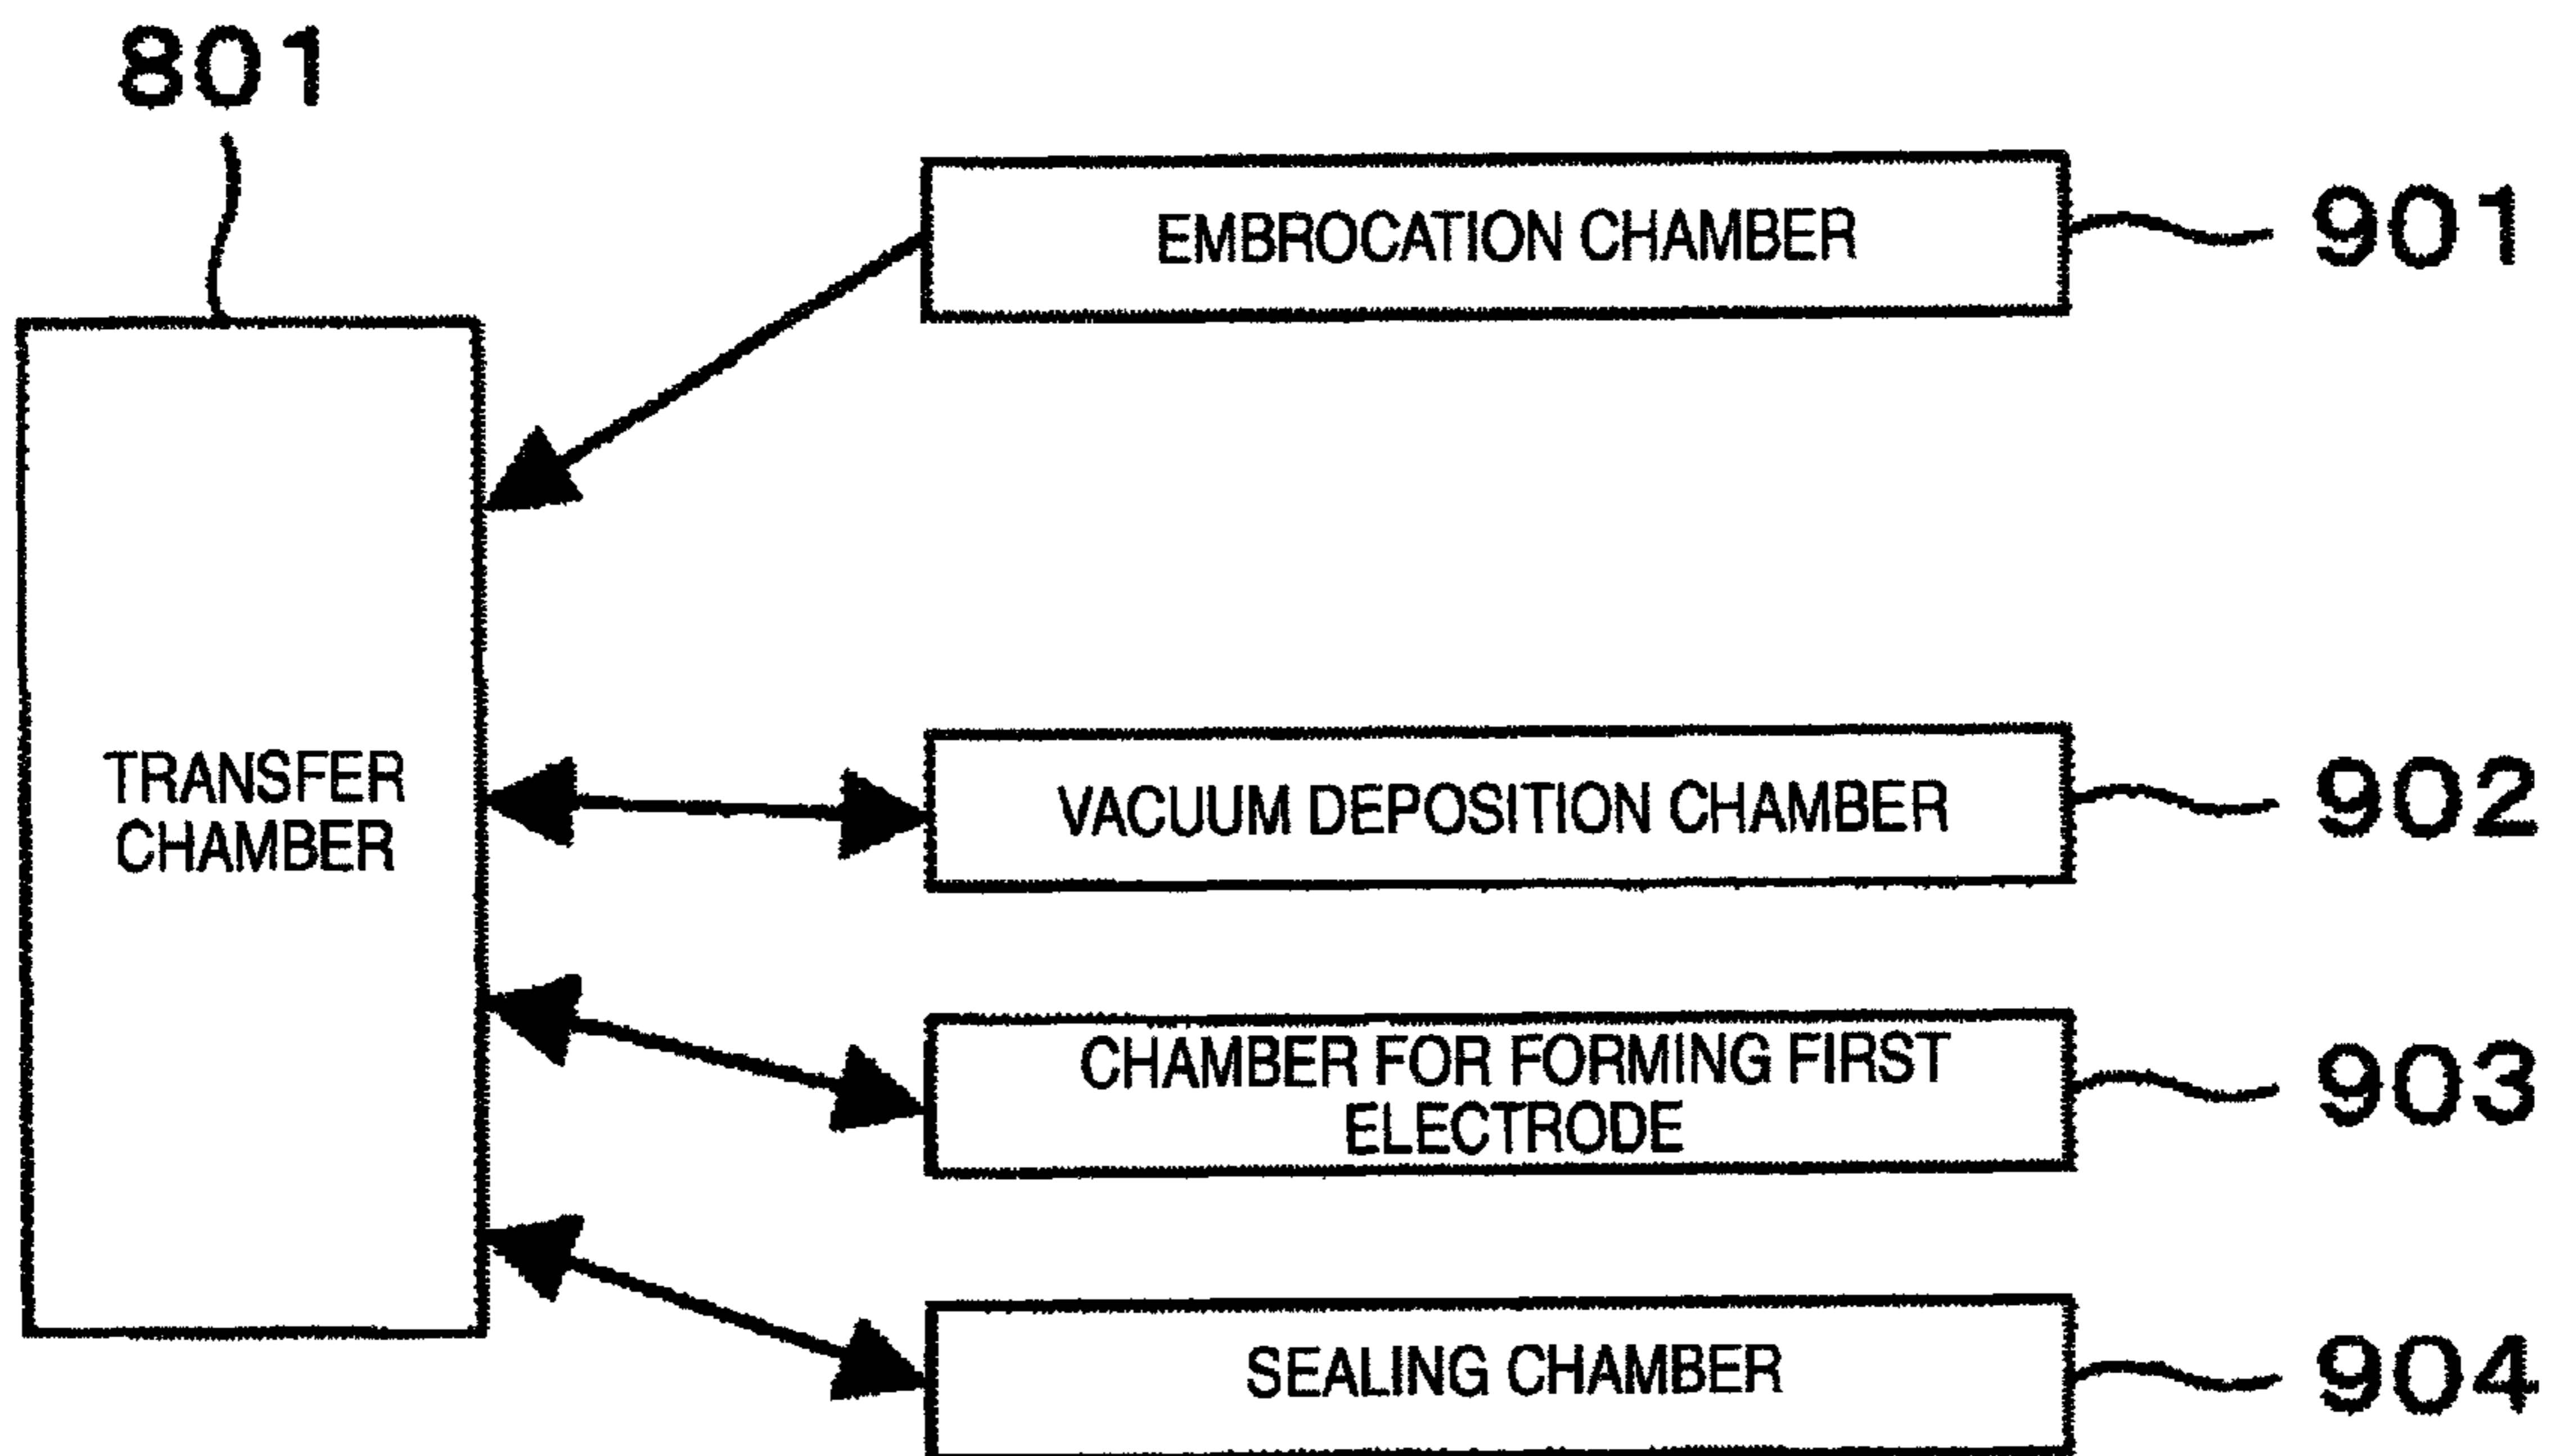 801
EMBROCATION CHAMBER
901
TRANSFER
CHAMBER
VACUUM DEPOSITION CHAMBER
902
CHAMBER FOR FORMING FIRST
ELECTRODE
903
SEALING CHAMBER
904